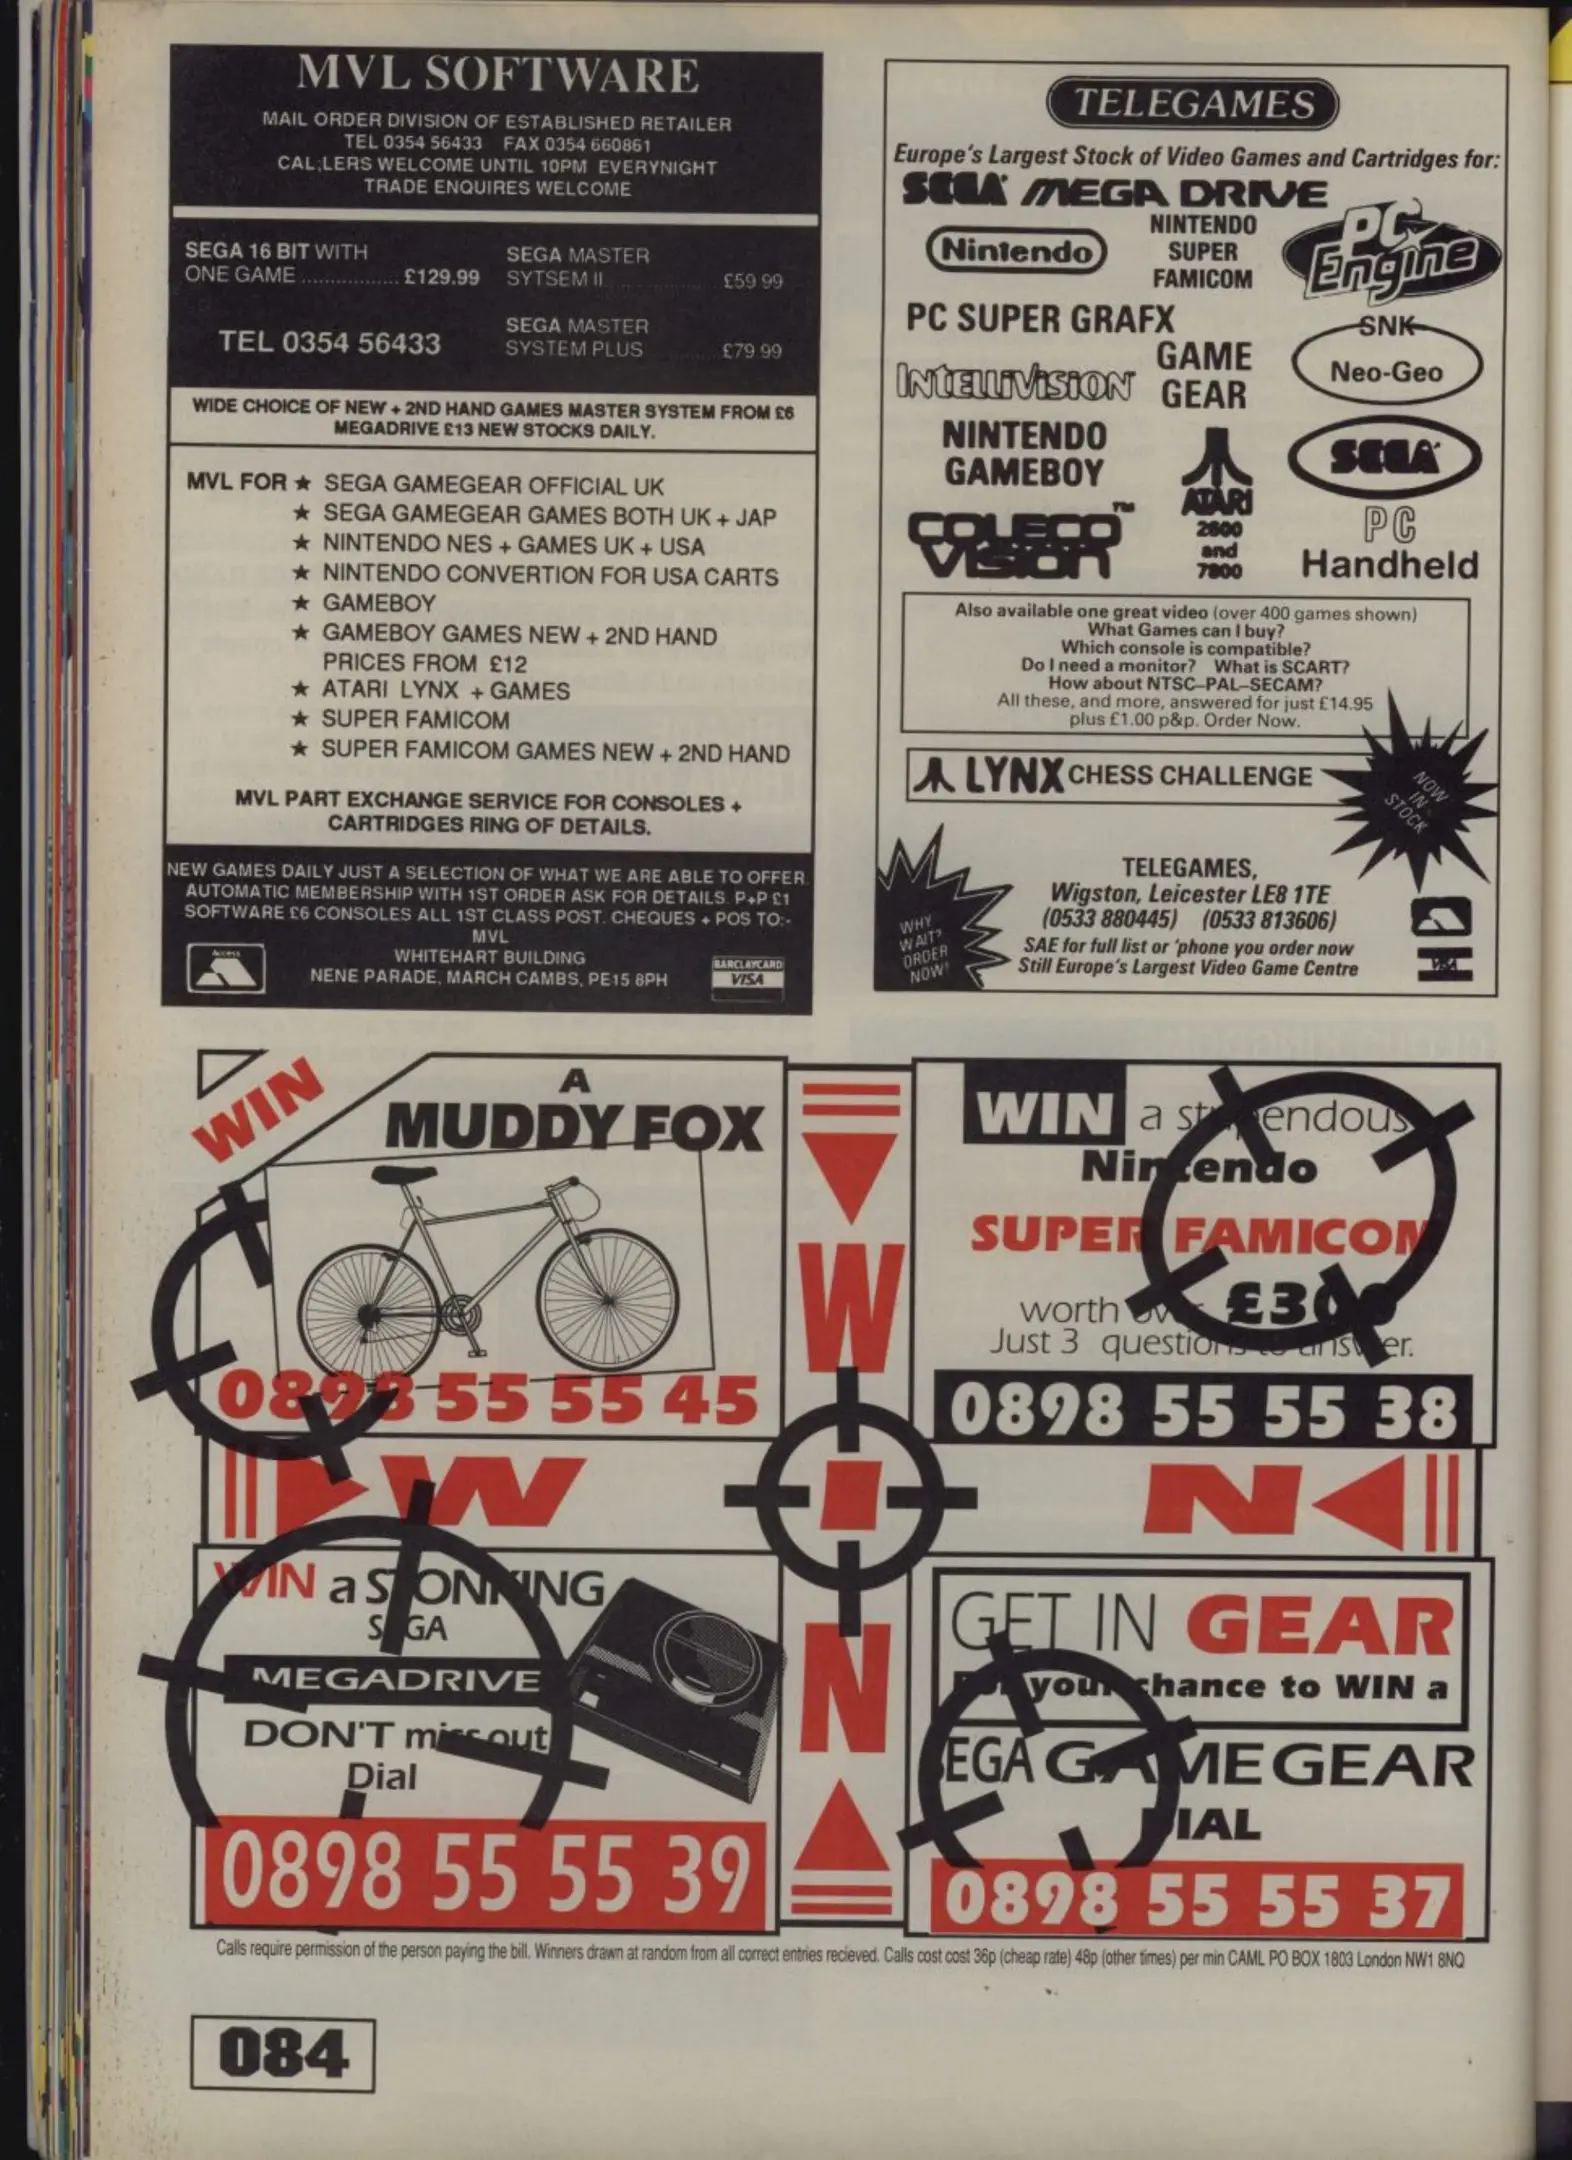 MVL SOFTWARE
MAIL ORDER DIVISION OF ESTABLISHED RETAILER
TEL 0354 56433 FAX 0354 660861
CAL;LERS WELCOME UNTIL 10PM EVERYNIGHT
TRADE ENQUIRES WELCOME
SEGA 16 BIT WITH
ONE GAME ................. £129.99
TEL 0354 56433
SEGA MASTER
SYTSEM II ................. £59 99
SEGA MASTER
SYSTEM PLUS ........... £79.99
WIDE CHOICE OF NEW + 2ND HAND GAMES MASTER SYSTEM FROM £6
MEGADRIVE £13 NEW STOCKS DAILY.
MVL FOR ★ SEGA GAMEGEAR OFFICIAL UK
★ SEGA GAMEGEAR GAMES BOTH UK + JAP
★ NINTENDO NES + GAMES UK + USA
★ NINTENDO CONVERTION FOR USA CARTS
★ GAMEBOY
★ GAMEBOY GAMES NEW + 2ND HAND
PRICES FROM £12
★ ATARI LYNX + GAMES
★ SUPER FAMICOM
★ SUPER FAMICOM GAMES NEW + 2ND HAND
MVL PART EXCHANGE SERVICE FOR CONSOLES +
CARTRIDGES RING OF DETAILS.
NEW GAMES DAILY JUST A SELECTION OF WHAT WE ARE ABLE TO OFFER.
AUTOMATIC MEMBERSHIP WITH 1ST ORDER ASK FOR DETAILS. P+P £1
SOFTWARE £6 CONSOLES ALL 1ST CLASS POST. CHEQUES + POS TO:-
MVL
WHITEHART BUILDING
NENE PARADE, MARCH CAMBS, PE15 8PH
Access
BARCLAYCARD
VISA
TELEGAMES
Europe's Largest Stock of Video Games and Cartridges for:
SEGA MEGA DRIVE
Nintendo
NINTENDO
SUPER
FAMICOM
PC
Engine
PC SUPER GRAFX
SNK
Neo-Geo
INTELLIVISION
GAME
GEAR
NINTENDO
GAMEBOY
ATARI
2600
and
7800
SEGA
COLECO
VISION™
PC
Handheld
Also available one great video (over 400 games shown)
What Games can I buy?
Which console is compatible?
Do I need a monitor? What is SCART?
How about NTSC–PAL–SECAM?
All these, and more, answered for just £14.95
plus £1.00 p&p. Order Now.
LYNX CHESS CHALLENGE
NOW
IN
STOCK
WHY
WAIT?
ORDER
NOW!
TELEGAMES,
Wigston, Leicester LE8 1TE
(0533 880445) (0533 813606)
SAE for full list or 'phone you order now
Still Europe's Largest Video Game Centre
VISA
WIN
A
MUDDY FOX
0898 55 55 45
WIN a stupendous
Nintendo
SUPER FAMICOM
worth over £300
Just 3 questions to answer.
0898 55 55 38
W
W
I
N
N
WIN a STONKING
SEGA
MEGADRIVE
DON'T miss out
Dial
0898 55 55 39
GET IN GEAR
For your chance to WIN a
SEGA GAME GEAR
DIAL
0898 55 55 37
Calls require permission of the person paying the bill. Winners drawn at random from all correct entries recieved. Calls cost cost 36p (cheap rate) 48p (other times) per min CAML PO BOX 1803 London NW1 8NQ
084